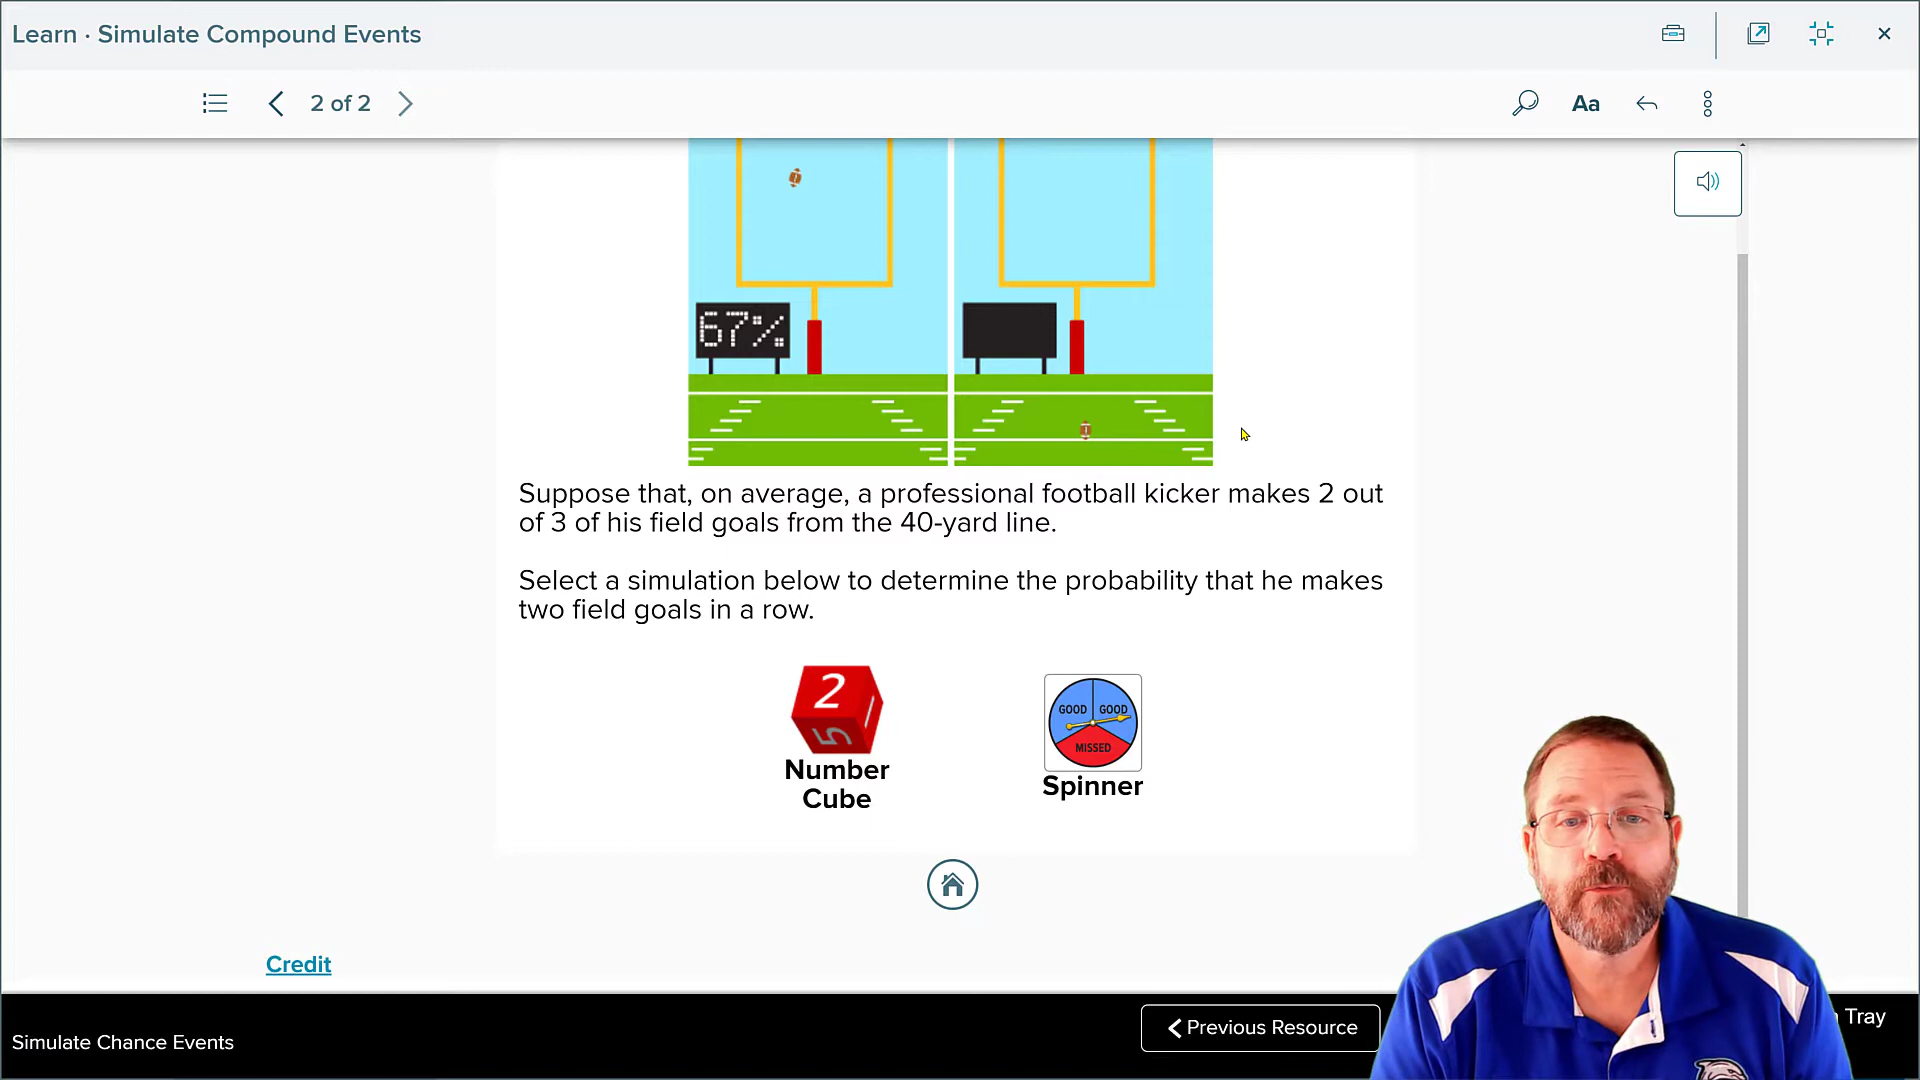 Learn · Simulate Compound Events
2 of 2
Aa
67%
Suppose that, on average, a professional football kicker makes 2 out
of 3 of his field goals from the 40-yard line.
Select a simulation below to determine the probability that he makes
two field goals in a row.
2
5
GOOD GOOD
MISSED
Number
Cube
Spinner
Credit
Previous Resource
Tray
Simulate Chance Events